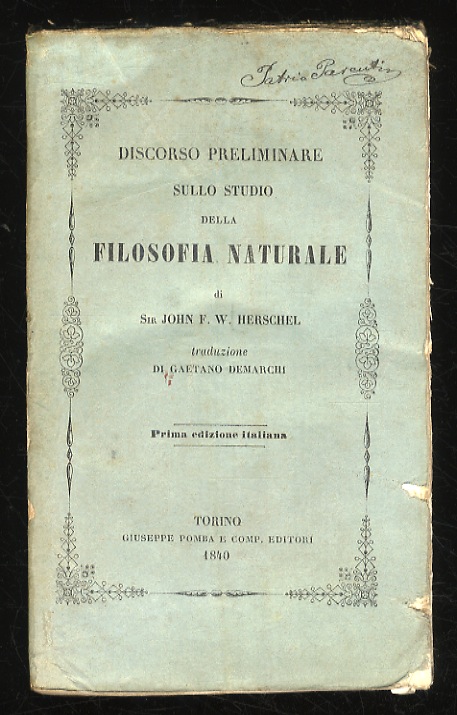 DISCORSO PRELIMINARE
SULLO STUDIO
DELLA
FILOSOFIA NATURALE
di
SIR JOHN F. W. HERSCHEL
traduzione
DI GAETANO DEMARCHI
Prima edizione italiana
TORINO
GIUSEPPE POMBA E COMP. EDITORI
1840